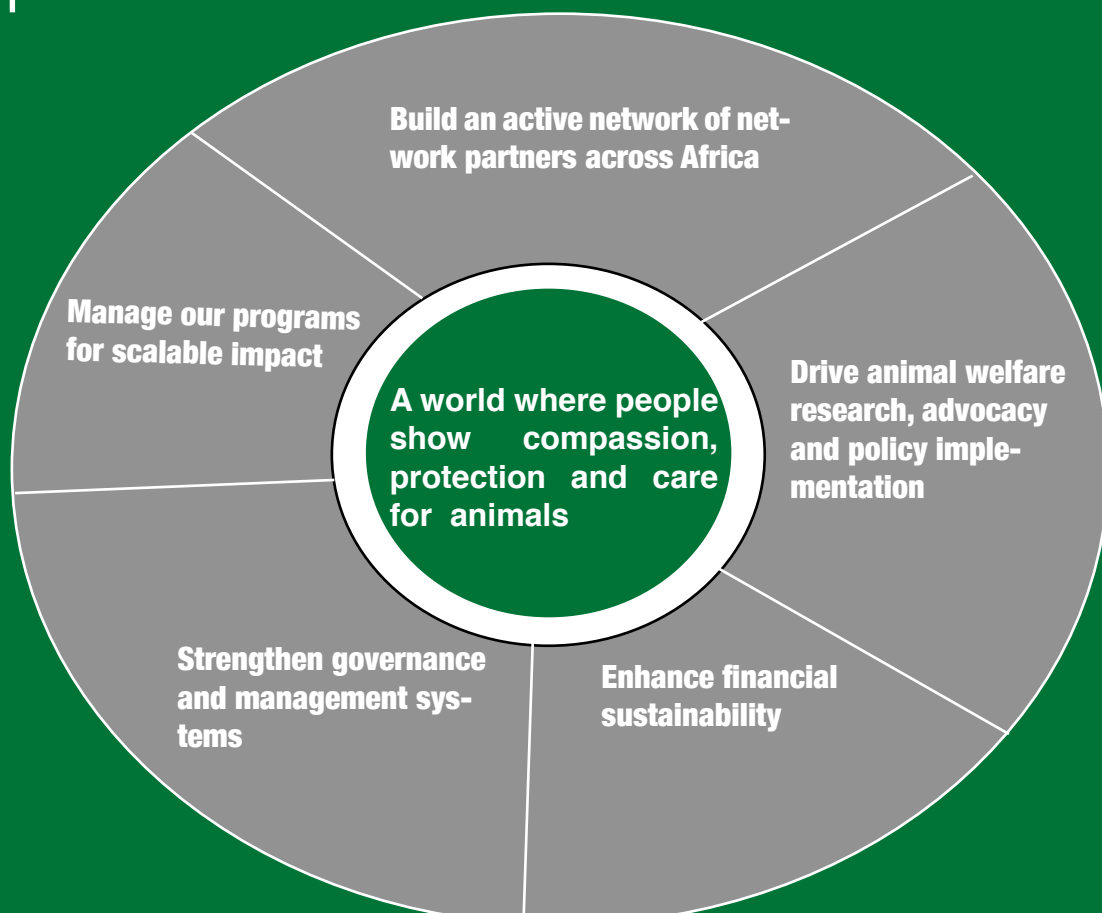 Build an active network of net-
work partners across Africa
Manage our programs
for scalable impact
Drive animal welfare
research, advocacy
and policy imple-
mentation
A world where people
show compassion,
protection and care
for animals
Strengthen governance
and management sys-
tems
Enhance financial
sustainability